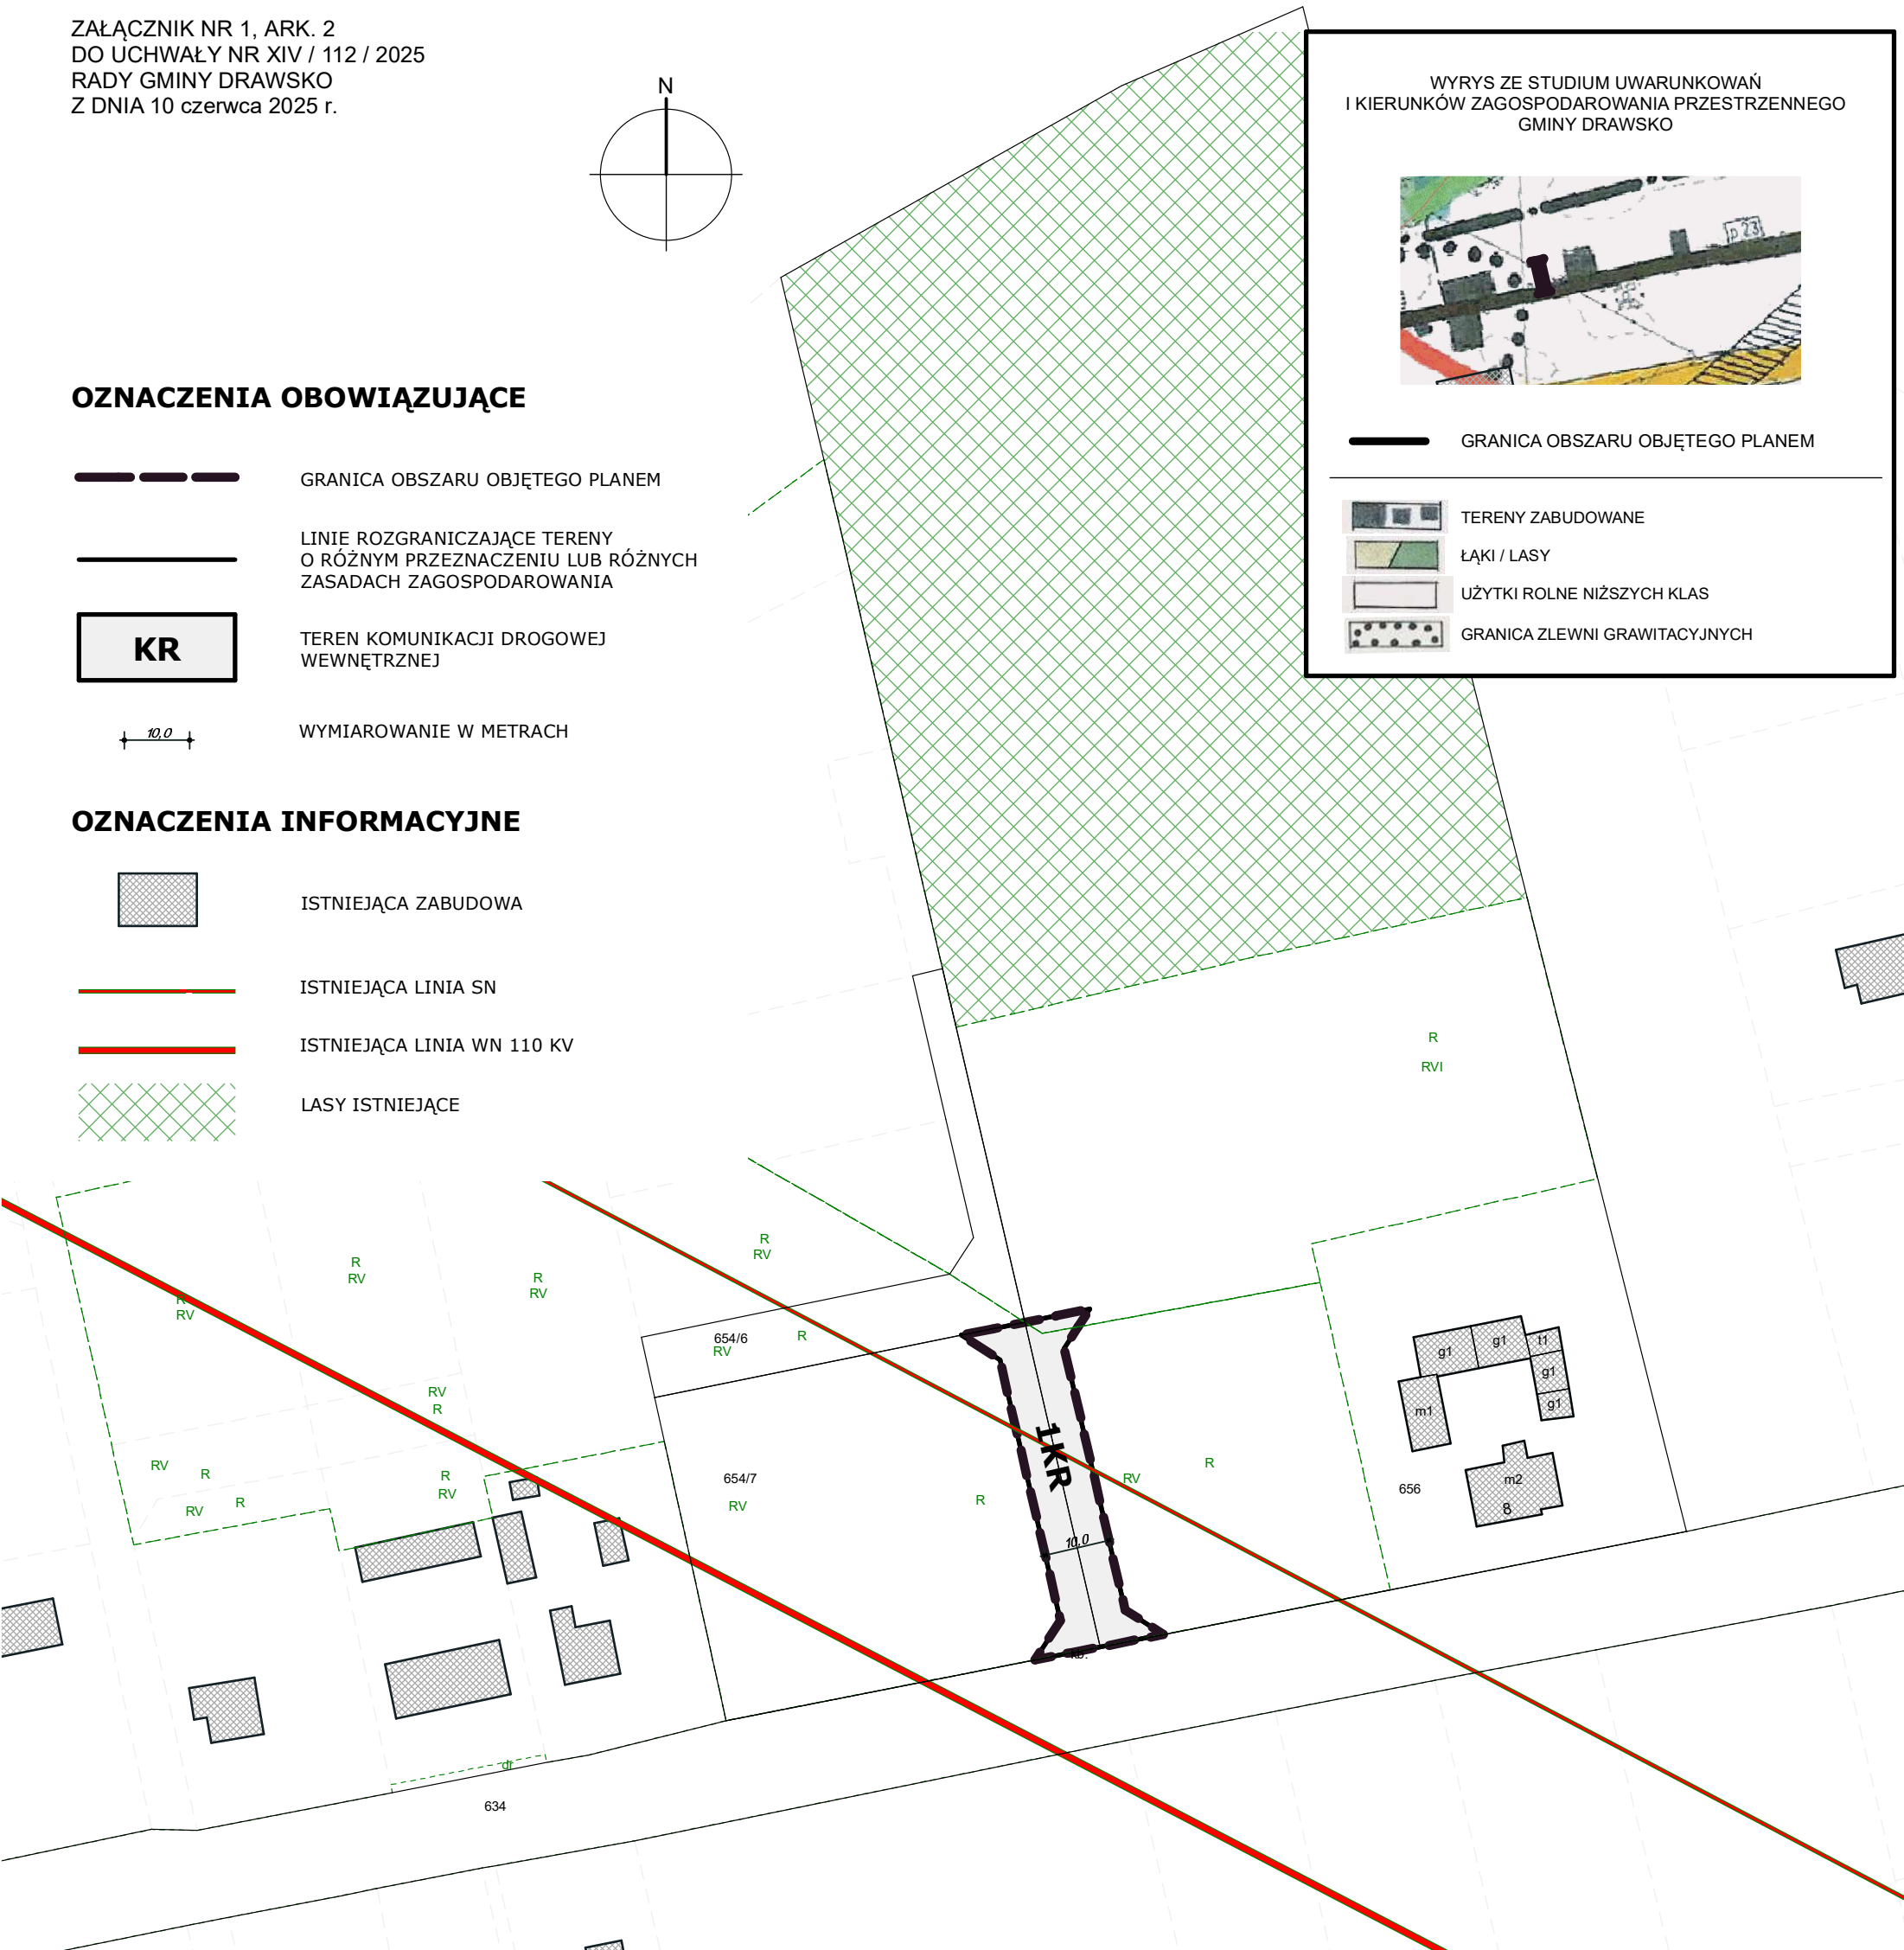 ZAŁĄCZNIK NR 1, ARK. 2
DO UCHWAŁY NR XIV / 112 / 2025
RADY GMINY DRAWSKO
Z DNIA 10 czerwca 2025 r.
N
WYRYS ZE STUDIUM UWARUNKOWAŃ
I KIERUNKÓW ZAGOSPODAROWANIA PRZESTRZENNEGO
GMINY DRAWSKO
p 23
GRANICA OBSZARU OBJĘTEGO PLANEM
TERENY ZABUDOWANE
ŁĄKI / LASY
UŻYTKI ROLNE NIŻSZYCH KLAS
GRANICA ZLEWNI GRAWITACYJNYCH
OZNACZENIA OBOWIĄZUJĄCE
GRANICA OBSZARU OBJĘTEGO PLANEM
LINIE ROZGRANICZAJĄCE TERENY
O RÓŻNYM PRZEZNACZENIU LUB RÓŻNYCH
ZASADACH ZAGOSPODAROWANIA
KR
TEREN KOMUNIKACJI DROGOWEJ
WEWNĘTRZNEJ
10,0
WYMIAROWANIE W METRACH
OZNACZENIA INFORMACYJNE
ISTNIEJĄCA ZABUDOWA
ISTNIEJĄCA LINIA SN
ISTNIEJĄCA LINIA WN 110 KV
LASY ISTNIEJĄCE
R
RVI
R
RV
R
RV
R
RV
R
RV
654/6
RV
R
RV
R
RV
R
RV
R
R
RV
654/7
RV
R
1KR
10,0
RV
R
656
g1
g1
t1
g1
g1
m1
m2
8
dr
634